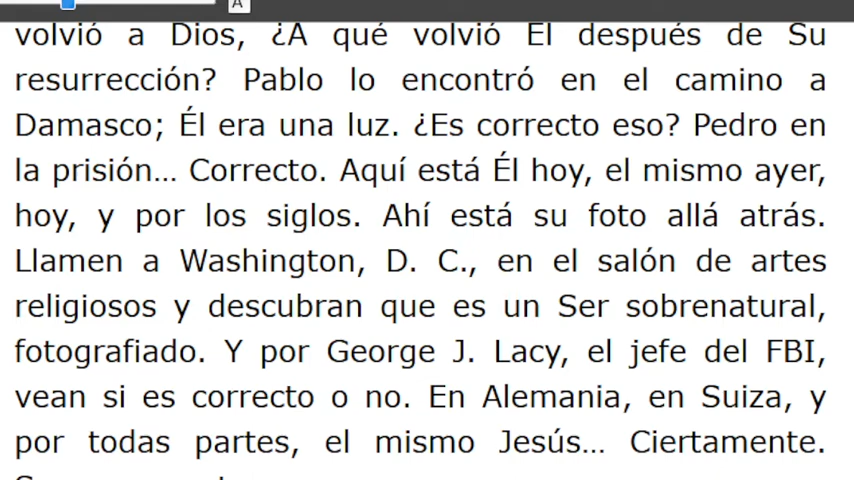 A
volvió a Dios, ¿A qué volvió Él después de Su
resurrección? Pablo lo encontró en el camino a
Damasco; Él era una luz. ¿Es correcto eso? Pedro en
la prisión... Correcto. Aquí está Él hoy, el mismo ayer,
hoy, y por los siglos. Ahí está su foto allá atrás.
Llamen a Washington, D. C., en el salón de artes
religiosos y descubran que es un Ser sobrenatural,
fotografiado. Y por George J. Lacy, el jefe del FBI,
vean si es correcto o no. En Alemania, en Suiza, y
por todas partes, el mismo Jesús... Ciertamente.